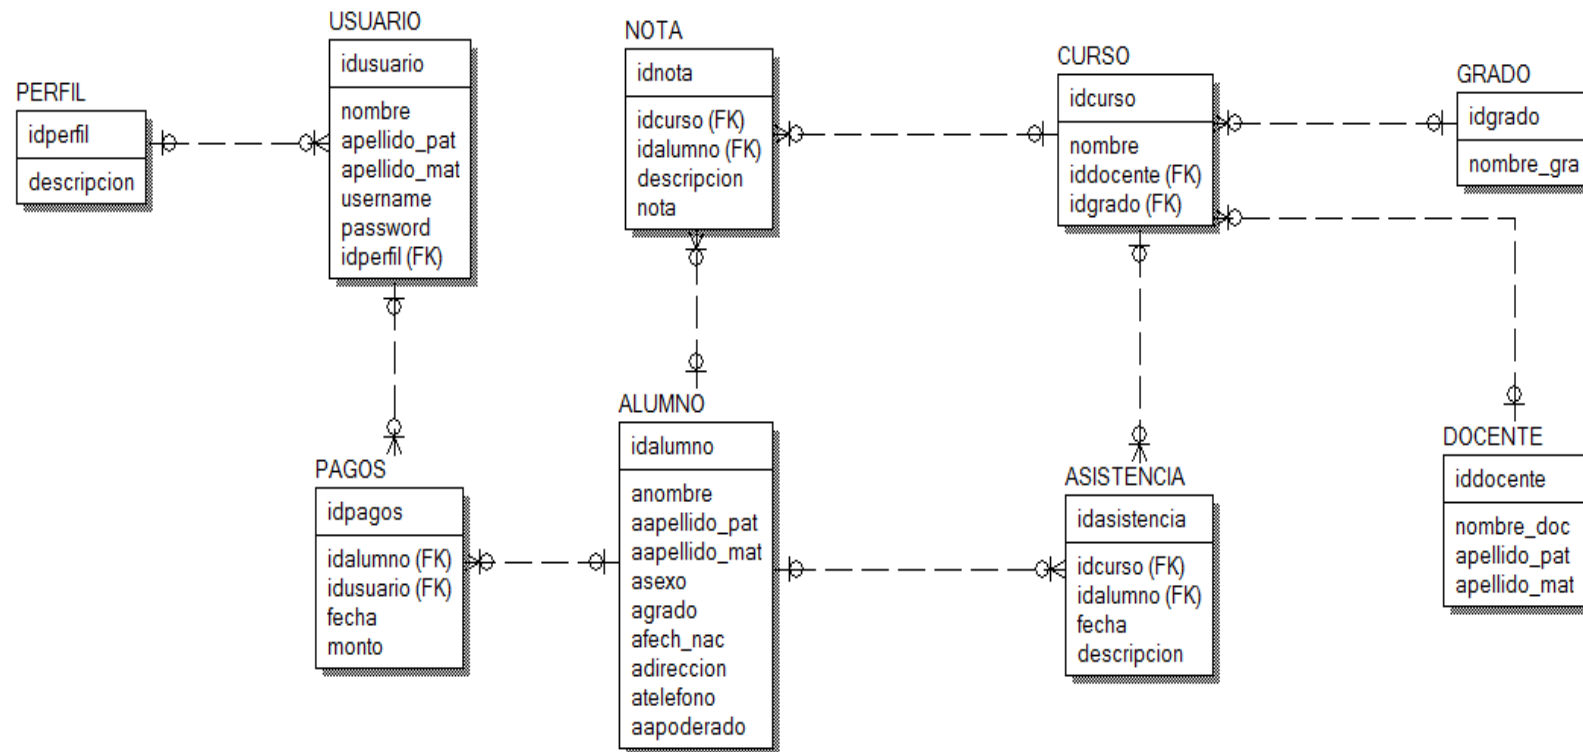 PERFIL
idperfil
descripcion
USUARIO
idusuario
nombre
apellido_pat
apellido_mat
username
password
idperfil (FK)
NOTA
idnota
idcurso (FK)
idalumno (FK)
descripcion
nota
CURSO
idcurso
nombre
iddocente (FK)
idgrado (FK)
GRADO
idgrado
nombre_gra
PAGOS
idpagos
idalumno (FK)
idusuario (FK)
fecha
monto
ALUMNO
idalumno
anombre
aapellido_pat
aapellido_mat
asexo
agrado
afech_nac
adireccion
atelefono
aapoderado
ASISTENCIA
idasistencia
idcurso (FK)
idalumno (FK)
fecha
descripcion
DOCENTE
iddocente
nombre_doc
apellido_pat
apellido_mat